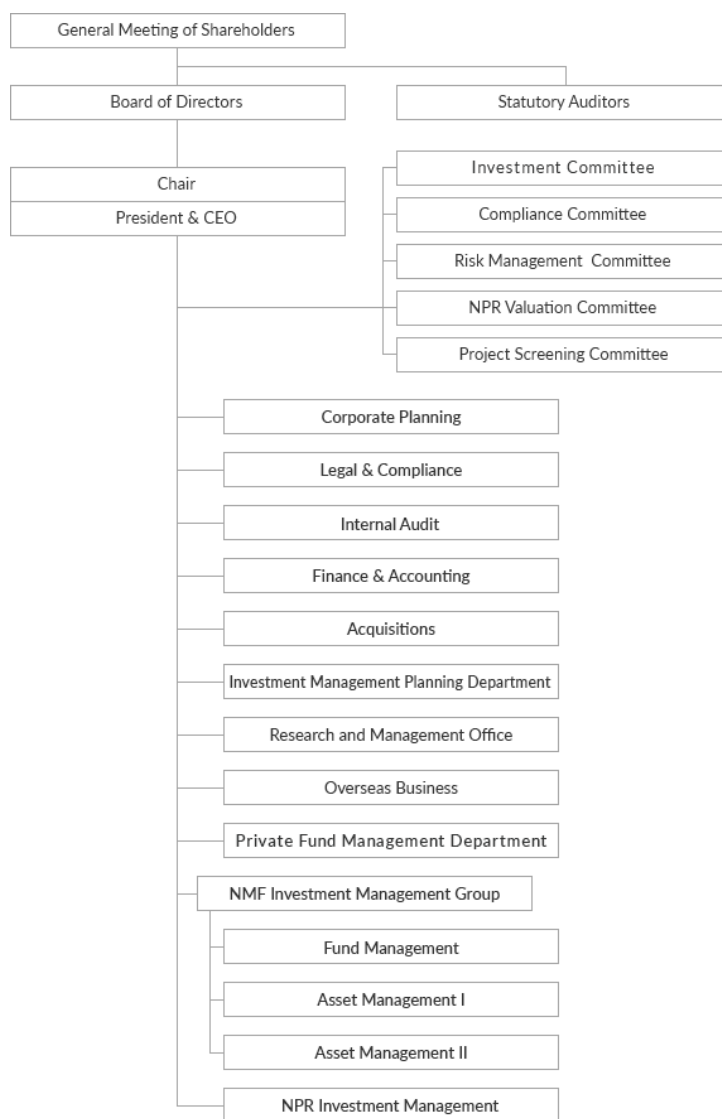 General Meeting of Shareholders
Board of Directors
Statutory Auditors
Chair
President & CEO
Investment Committee
Compliance Committee
Risk Management Committee
NPR Valuation Committee
Project Screening Committee
Corporate Planning
Legal & Compliance
Internal Audit
Finance & Accounting
Acquisitions
Investment Management Planning Department
Research and Management Office
Overseas Business
Private Fund Management Department
NMF Investment Management Group
Fund Management
Asset Management I
Asset Management II
NPR Investment Management